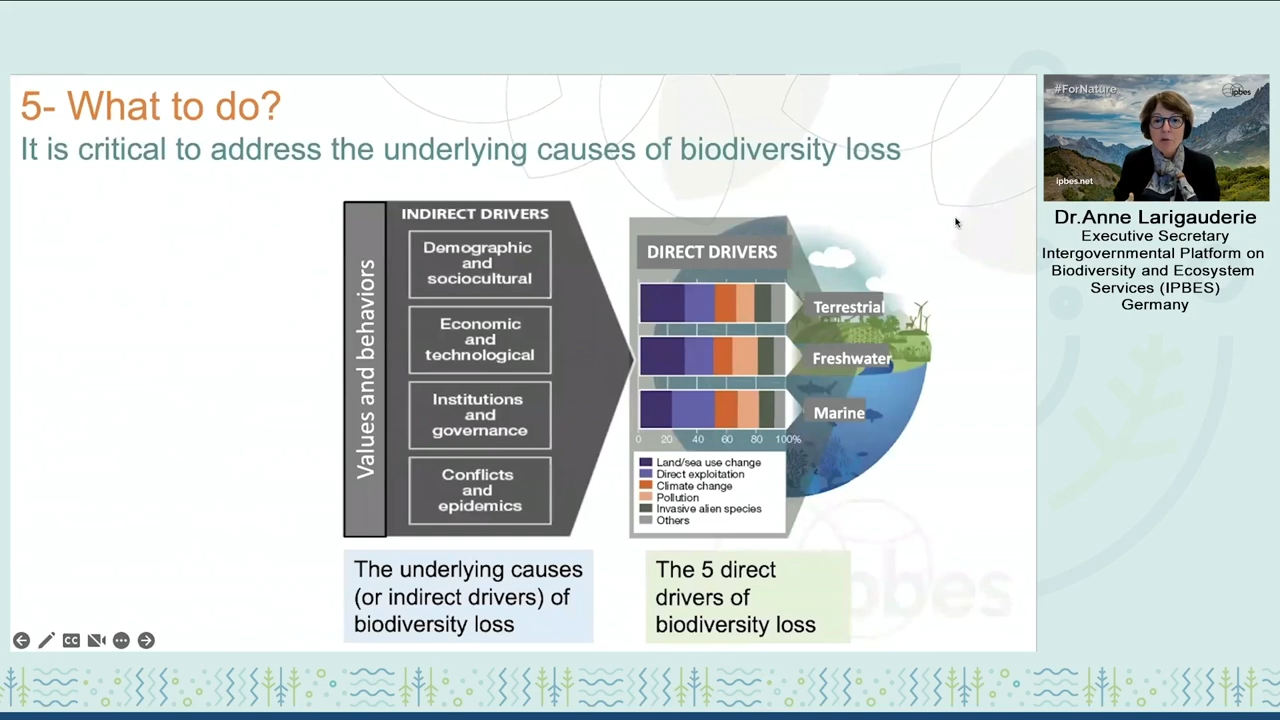 5- What to do?
It is critical to address the underlying causes of biodiversity loss
Values and behaviors
INDIRECT DRIVERS
Demographic
and
sociocultural
Economic
and
technological
Institutions
and
governance
Conflicts
and
epidemics
DIRECT DRIVERS
Terrestrial
Freshwater
Marine
0 20 40 60 80 100%
Land/sea use change
Direct exploitation
Climate change
Pollution
Invasive alien species
Others
The underlying causes
(or indirect drivers) of
biodiversity loss
The 5 direct
drivers of
biodiversity loss
ipbes
CC
#ForNature
ipbes
ipbes.net
Dr.Anne Larigauderie
Executive Secretary
Intergovernmental Platform on
Biodiversity and Ecosystem
Services (IPBES)
Germany